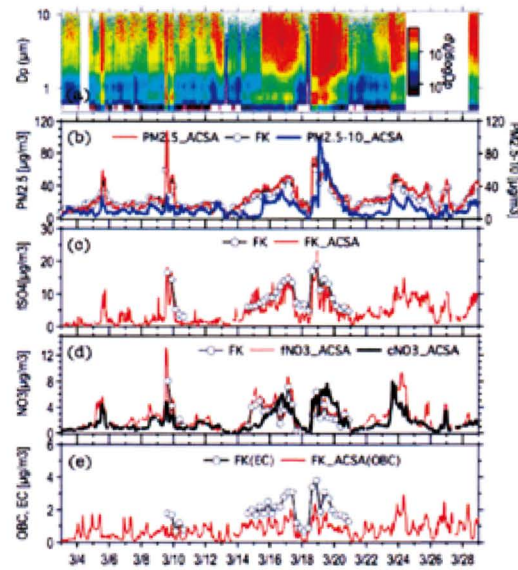 10
Dp (μm)
1
(a)
120
(b)
PM2.5_ACSA
FK
PM2.5-10_ACSA
120
PM2.5 [μg/m3]
80
40
0
80
40
0
PM2.5-10 [μg/m3]
30
(c)
FK
FK_ACSA
fSO4[μg/m3]
20
10
0
16
(d)
FK
fNO3_ACSA
cNO3_ACSA
NO3[μg/m3]
12
8
4
0
6
(e)
FK(EC)
FK_ACSA(OBC)
OBC, EC [μg/m3]
4
2
0
3/4 3/6 3/8 3/10 3/12 3/14 3/16 3/18 3/20 3/22 3/24 3/26 3/28